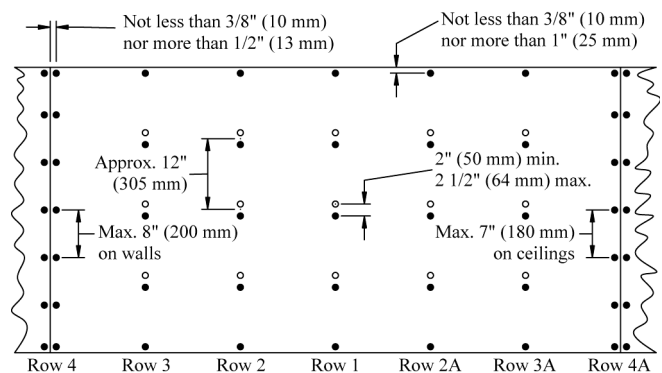 Not less than 3/8" (10 mm)
nor more than 1/2" (13 mm)
Not less than 3/8" (10 mm)
nor more than 1" (25 mm)
Approx. 12"
(305 mm)
2" (50 mm) min.
2 1/2" (64 mm) max.
Max. 8" (200 mm)
on walls
Max. 7" (180 mm)
on ceilings
Row 4 Row 3 Row 2 Row 1 Row 2A Row 3A Row 4A